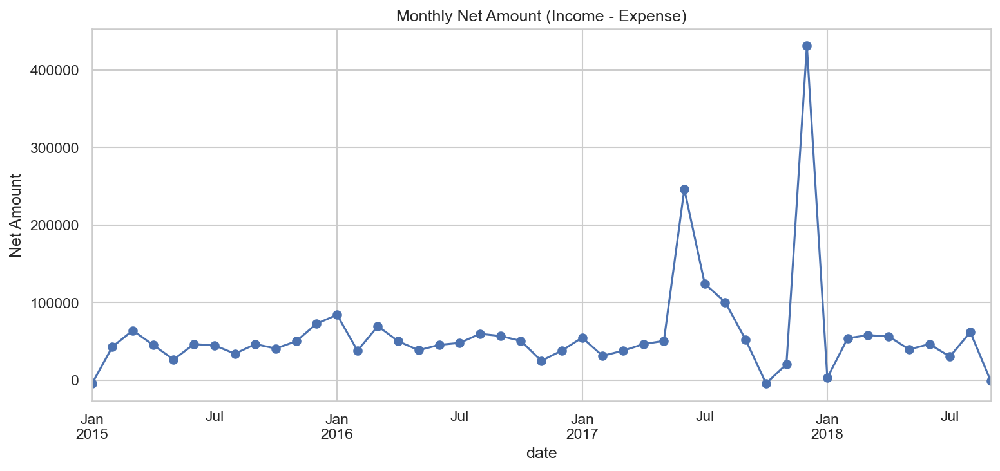 Monthly Net Amount (Income - Expense)
400000
300000
200000
100000
0
Net Amount
Jan
2015
Jul
Jan
2016
Jul
Jan
2017
Jul
Jan
2018
Jul
date